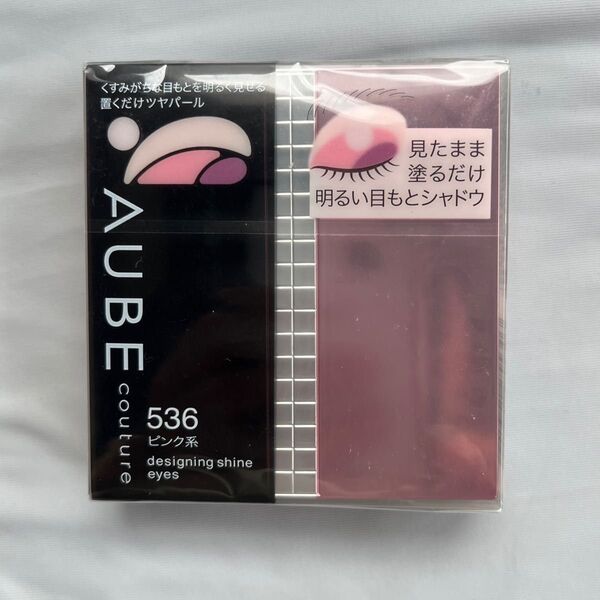 くすみがちな目もとを明るく見せる
置くだけツヤパール
AUBE
couture
536
ピンク系
designing shine
eyes
見たまま
塗るだけ
明るい目もとシャドウ